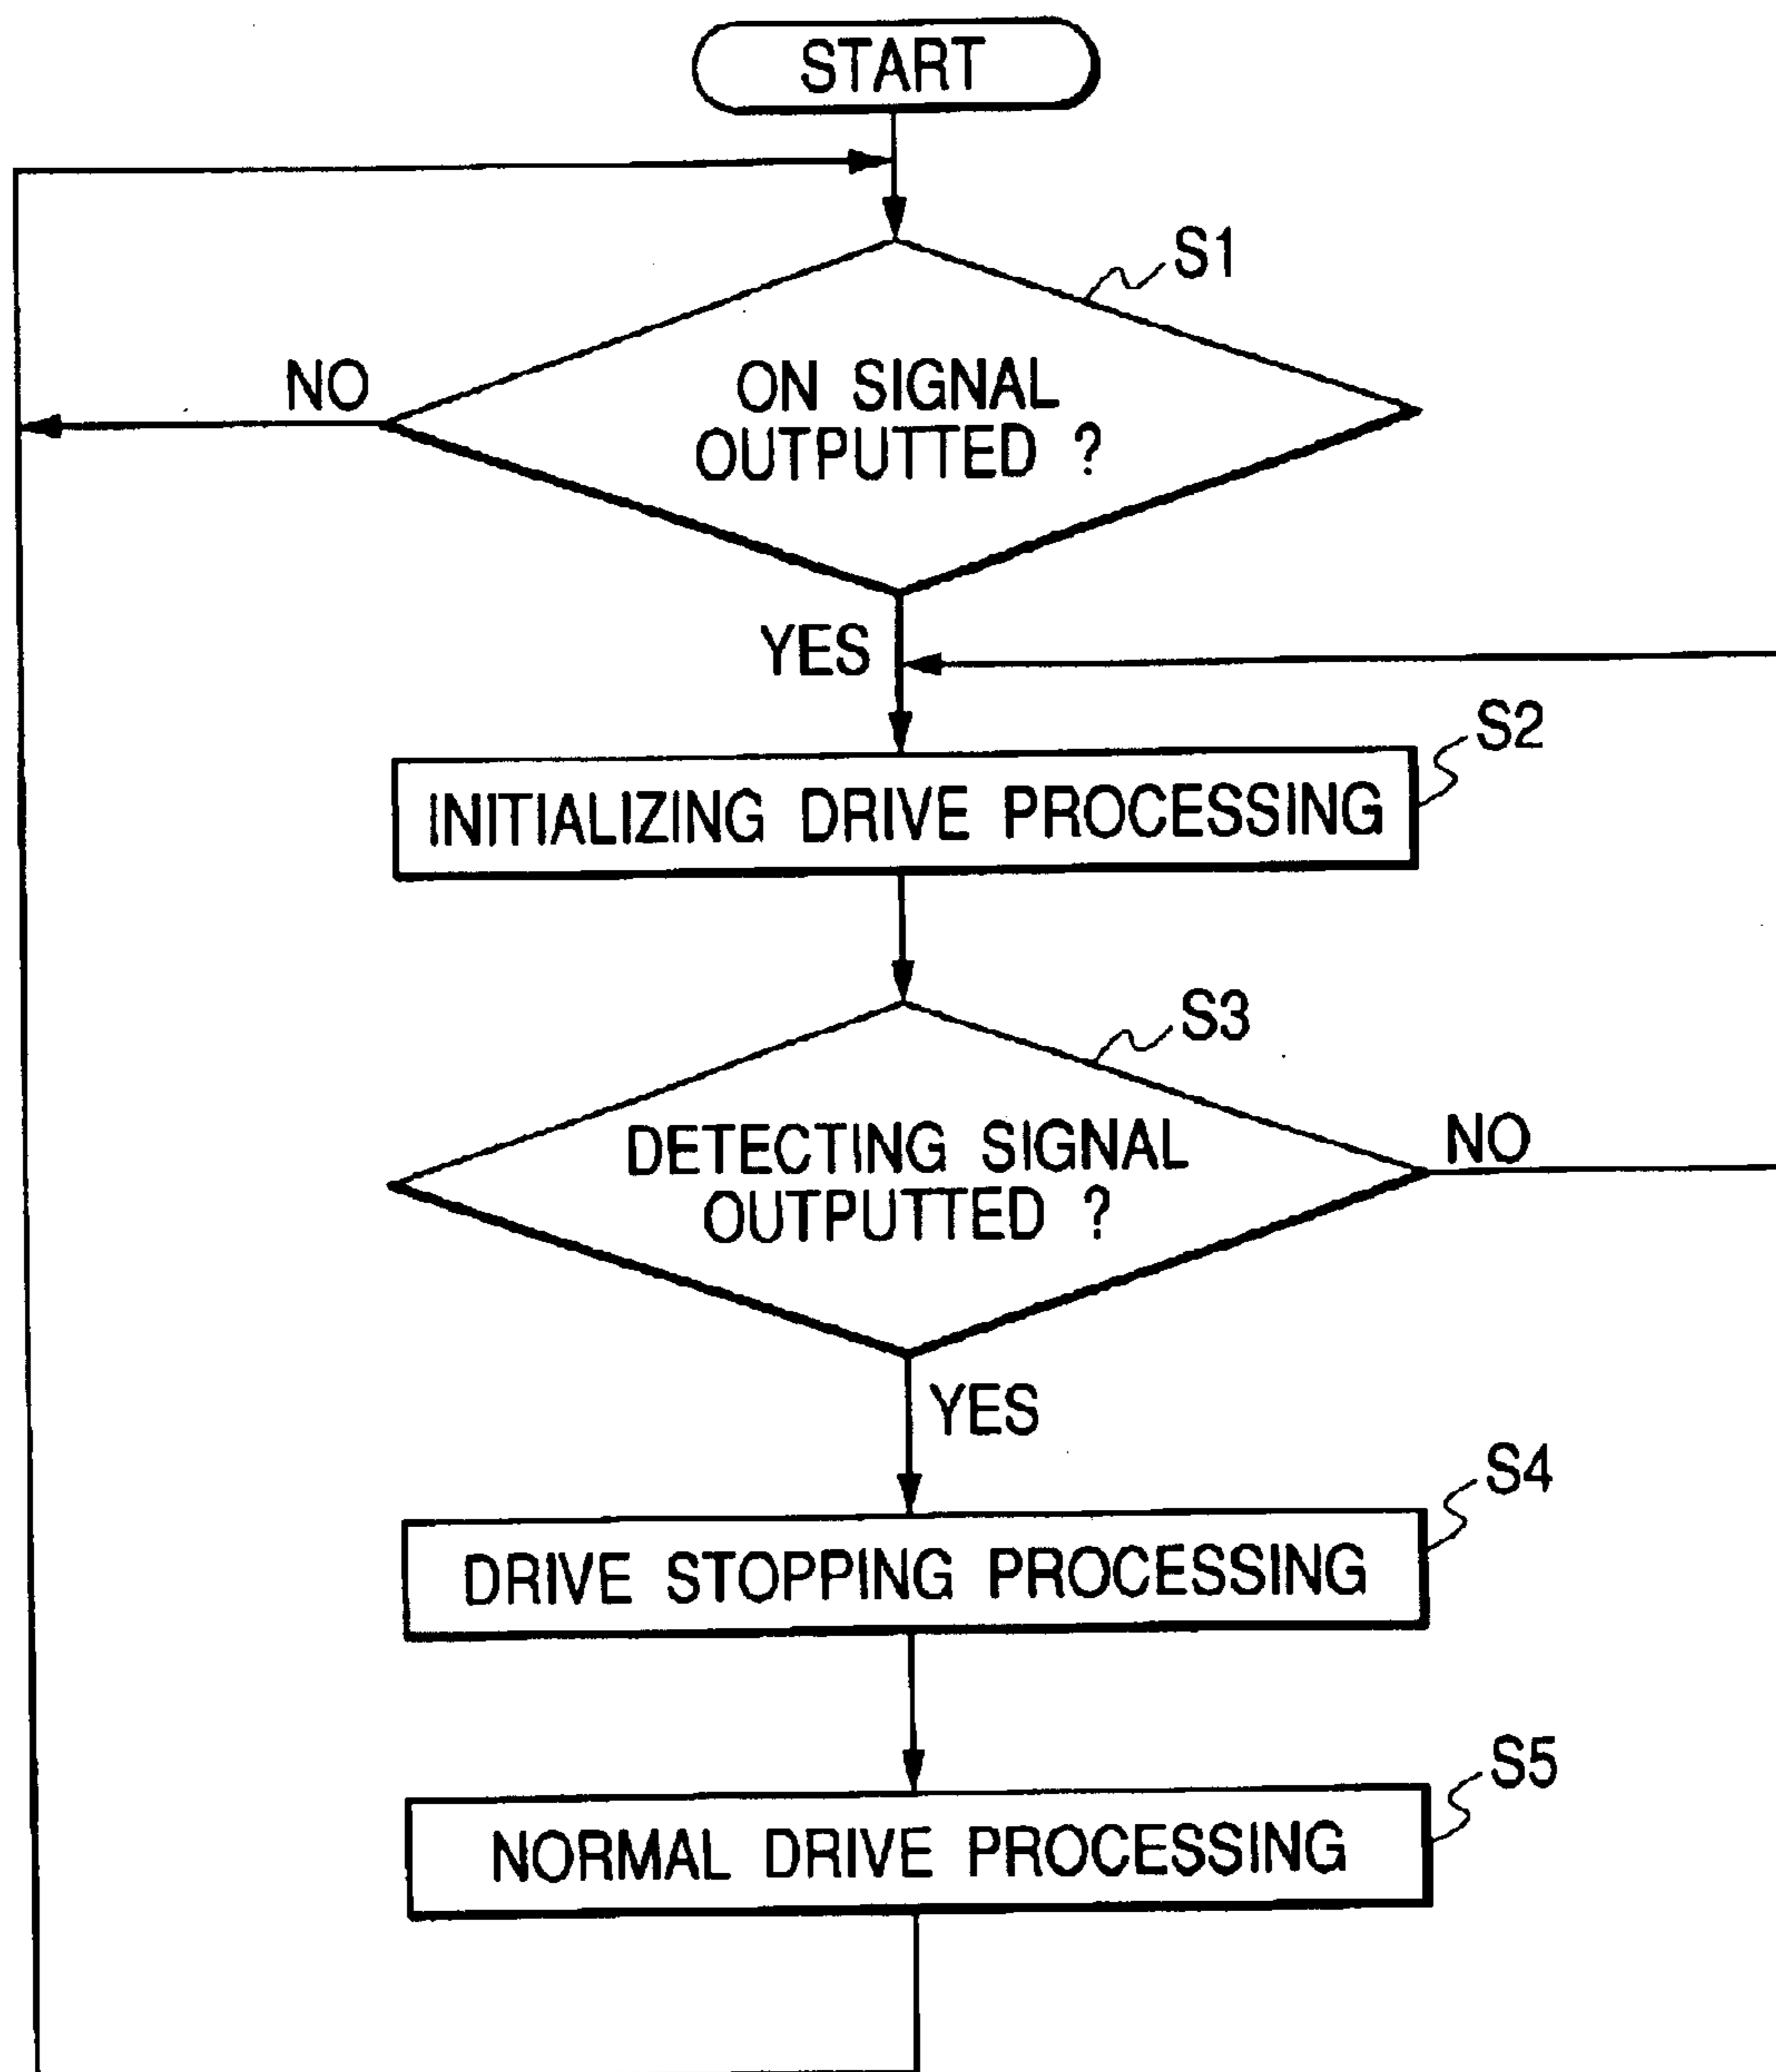 START
S1
NO
ON SIGNAL
OUTPUTTED ?
YES
S2
INITIALIZING DRIVE PROCESSING
S3
DETECTING SIGNAL
OUTPUTTED ?
NO
YES
S4
DRIVE STOPPING PROCESSING
S5
NORMAL DRIVE PROCESSING